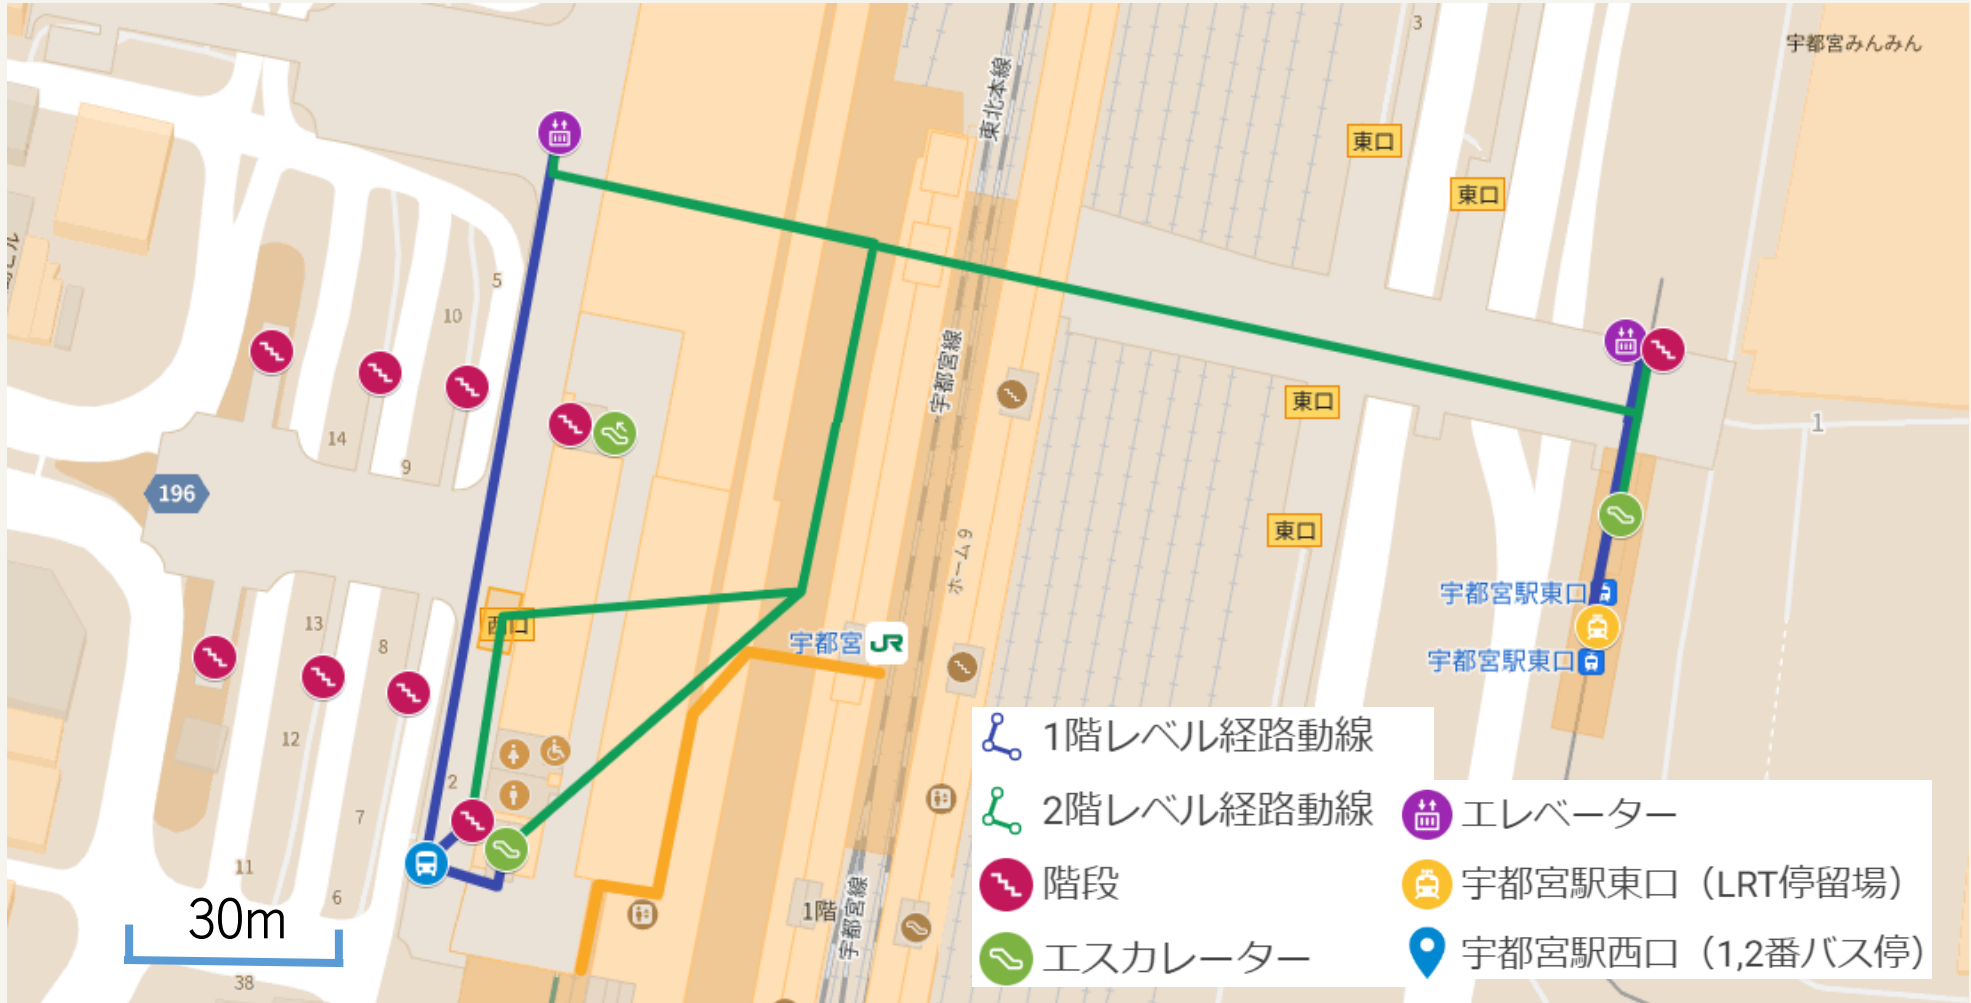 3
宇都宮みんみん
東北本線
東口
東口
5
10
宇都宮線
東口
1
14
9
196
東口
ホーム9
宇都宮駅東口
西口
13
8
宇都宮 JR
宇都宮駅東口
12
2
7
11
6
30m
38
1階
宇都宮線
1階レベル経路動線
2階レベル経路動線
階段
エスカレーター
エレベーター
宇都宮駅東口（LRT停留場）
宇都宮駅西口（1,2番バス停）